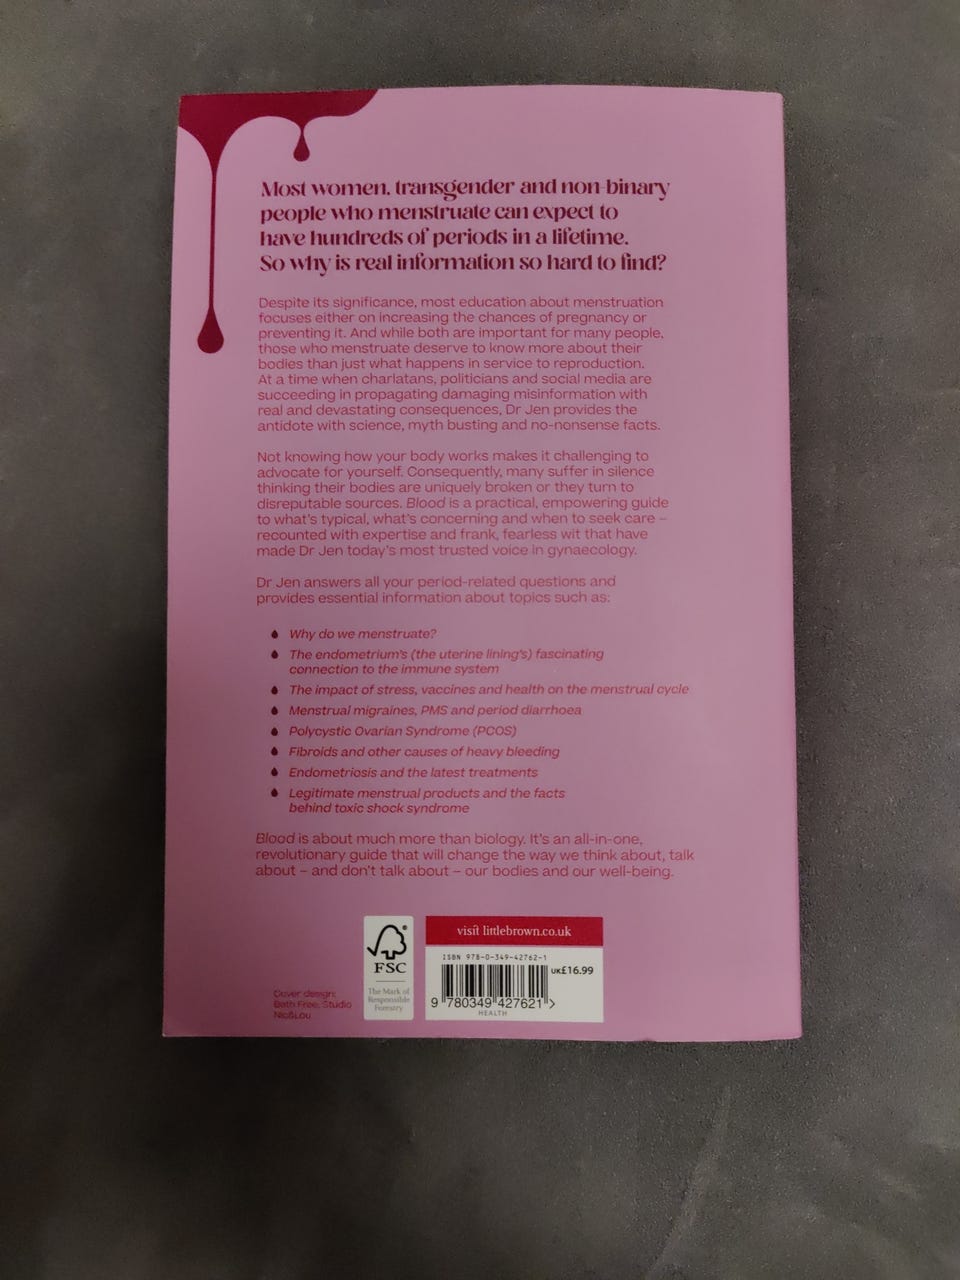 Most women, transgender and non-binary
people who menstruate can expect to
have hundreds of periods in a lifetime.
So why is real information so hard to find?
Despite its significance, most education about menstruation
focuses either on increasing the chances of pregnancy or
preventing it. And while both are important for many people,
those who menstruate deserve to know more about their
bodies than just what happens in service to reproduction.
At a time when charlatans, politicians and social media are
succeeding in propagating damaging misinformation with
real and devastating consequences, Dr Jen provides the
antidote with science, myth busting and no-nonsense facts.
Not knowing how your body works makes it challenging to
advocate for yourself. Consequently, many suffer in silence
thinking their bodies are uniquely broken or they turn to
disreputable sources. Blood is a practical, empowering guide
to what's typical, what's concerning and when to seek care –
recounted with expertise and frank, fearless wit that have
made Dr Jen today's most trusted voice in gynaecology.
Dr Jen answers all your period-related questions and
provides essential information about topics such as:
Why do we menstruate?
The endometrium's (the uterine lining's) fascinating
connection to the immune system
The impact of stress, vaccines and health on the menstrual cycle
Menstrual migraines, PMS and period diarrhoea
Polycystic Ovarian Syndrome (PCOS)
Fibroids and other causes of heavy bleeding
Endometriosis and the latest treatments
Legitimate menstrual products and the facts
behind toxic shock syndrome
Blood is about much more than biology. It's an all-in-one,
revolutionary guide that will change the way we think about, talk
about – and don't talk about – our bodies and our well-being.
Cover design:
Beth Free, Studio
Nic&Lou
®
FSC
The Mark of
Responsible
Forestry
visit littlebrown.co.uk
ISBN 978-0-349-42762-1
UK£16.99
9 780349 427621 >
HEALTH